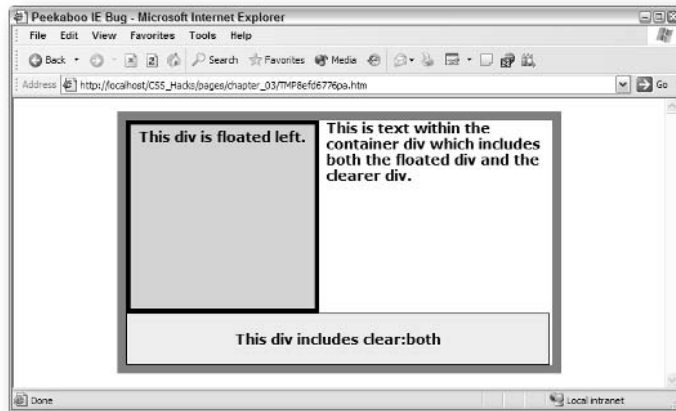 Peekaboo IE Bug - Microsoft Internet Explorer
File Edit View Favorites Tools Help
Back Search Favorites Media
Address http://localhost/CSS_Hacks/pages/chapter_03/TMP8efd6776pa.htm Go
This div is floated left.
This is text within the
container div which includes
both the floated div and the
clearer div.
This div includes clear:both
Done Local intranet